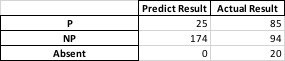 Predict Result Actual Result
P 25 85
NP 174 94
Absent 0 20